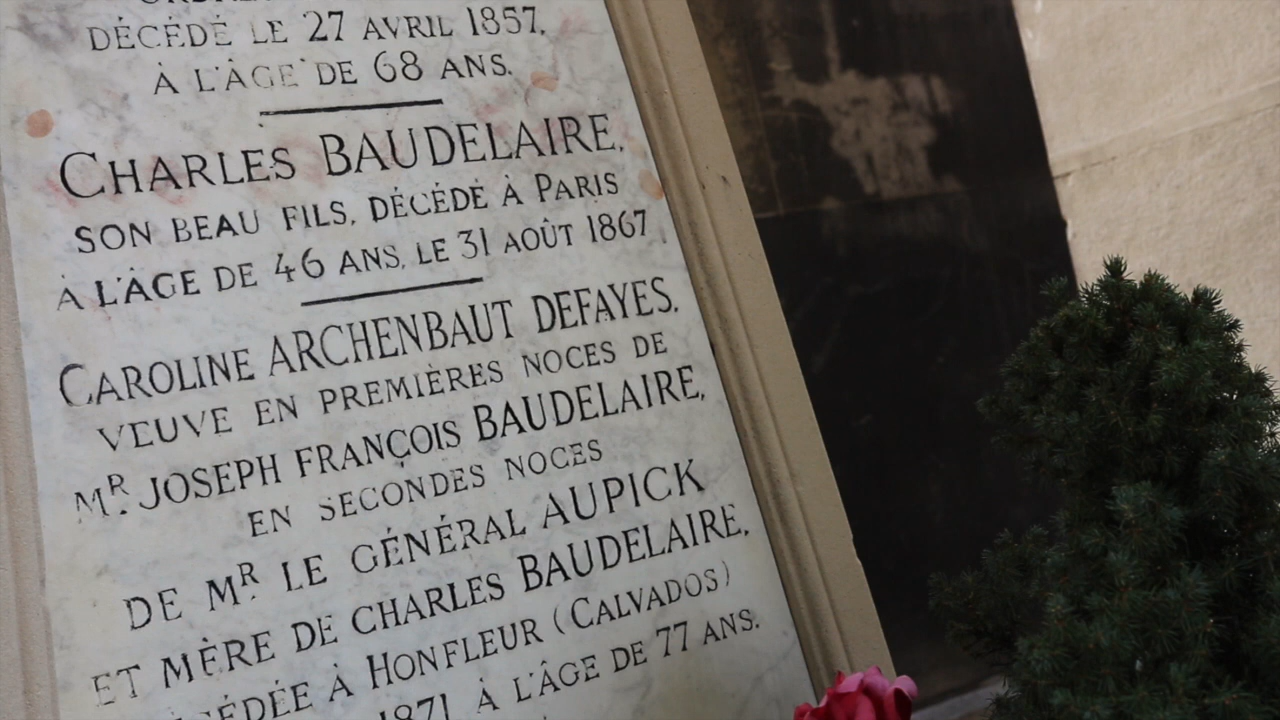 DÉCÉDÉ LE 27 AVRIL 1857,
À L'ÂGE DE 68 ANS.
CHARLES BAUDELAIRE,
SON BEAU FILS, DÉCÉDÉ À PARIS
À L'ÂGE DE 46 ANS, LE 31 AOÛT 1867
CAROLINE ARCHENBAUT DEFAYES,
VEUVE EN PREMIÈRES NOCES DE
MR. JOSEPH FRANÇOIS BAUDELAIRE,
EN SECONDES NOCES
DE MR. LE GÉNÉRAL AUPICK
ET MÈRE DE CHARLES BAUDELAIRE,
À HONFLEUR (CALVADOS)
1871 À L'ÂGE DE 77 ANS.